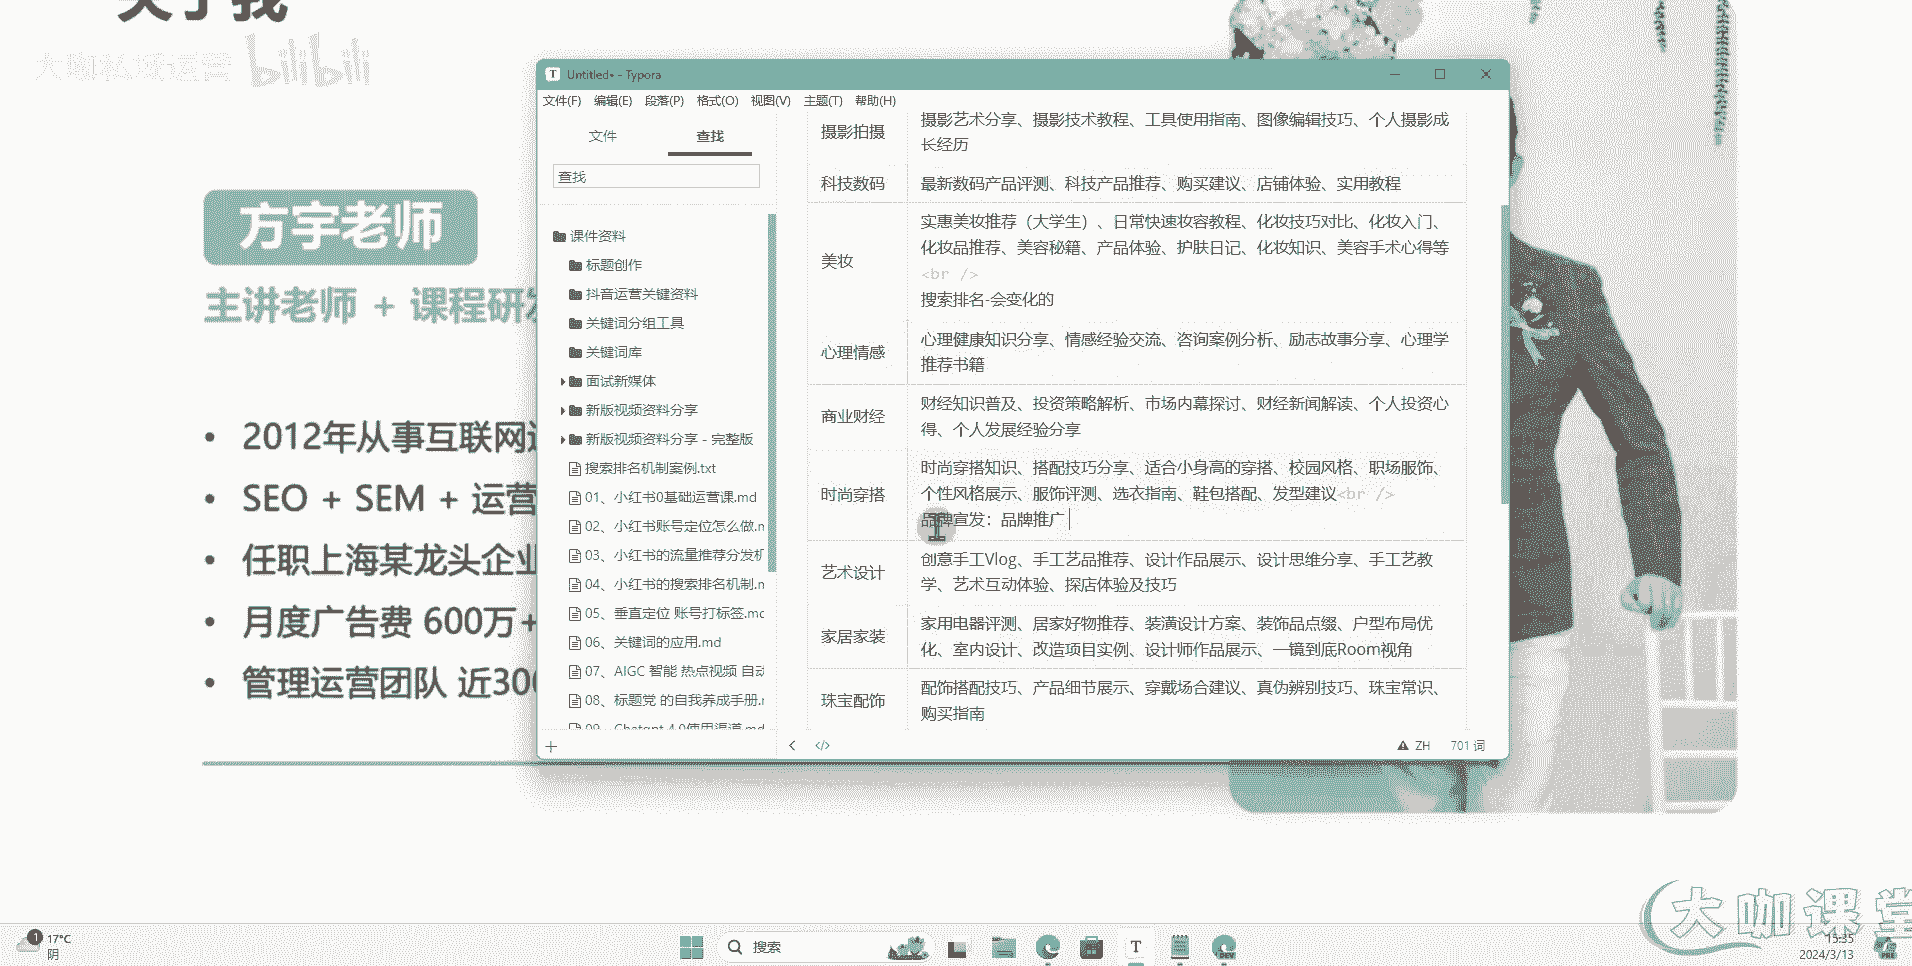 关于我
大咖私域运营 bilibili
方宇老师
主讲老师 + 课程研发
2012年从事互联网
SEO + SEM + 运营
任职上海某龙头企业
月度广告费 600万+
管理运营团队 近300
Untitled• - Typora
文件(F) 编辑(E) 段落(P) 格式(O) 视图(V) 主题(T) 帮助(H)
文件 查找
查找
课件资料
标题创作
抖音运营关键资料
关键词分组工具
关键词库
面试新媒体
新版视频资料分享
新版视频资料分享 - 完整版
搜索排名机制案例.txt
01、小红书0基础运营课.md
02、小红书账号定位怎么做.m
03、小红书的流量推荐分发机
04、小红书的搜索排名机制.m
05、垂直定位 账号打标签.md
06、关键词的应用.md
07、AIGC 智能 热点视频 自动
08、标题党 的自我养成手册.r
09、Chatgpt 4.0使用渠道.md
摄影拍摄
摄影艺术分享、摄影技术教程、工具使用指南、图像编辑技巧、个人摄影成
长经历
科技数码
最新数码产品评测、科技产品推荐、购买建议、店铺体验、实用教程
美妆
实惠美妆推荐（大学生）、日常快速妆容教程、化妆技巧对比、化妆入门、
化妆品推荐、美容秘籍、产品体验、护肤日记、化妆知识、美容手术心得等
<br />
搜索排名-会变化的
心理情感
心理健康知识分享、情感经验交流、咨询案例分析、励志故事分享、心理学
推荐书籍
商业财经
财经知识普及、投资策略解析、市场内幕探讨、财经新闻解读、个人投资心
得、个人发展经验分享
时尚穿搭
时尚穿搭知识、搭配技巧分享、适合小身高的穿搭、校园风格、职场服饰、
个性风格展示、服饰评测、选衣指南、鞋包搭配、发型建议<br />
品牌宣发：品牌推广
艺术设计
创意手工Vlog、手工艺品推荐、设计作品展示、设计思维分享、手工艺教
学、艺术互动体验、探店体验及技巧
家居家装
家用电器评测、居家好物推荐、装潢设计方案、装饰品点缀、户型布局优
化、室内设计、改造项目实例、设计师作品展示、一镜到底Room视角
珠宝配饰
配饰搭配技巧、产品细节展示、穿戴场合建议、真伪辨别技巧、珠宝常识、
购买指南
ZH 701 词
大咖课堂
1
17°C
阴
搜索
T
DEV
15:35
2024/3/13
PRE